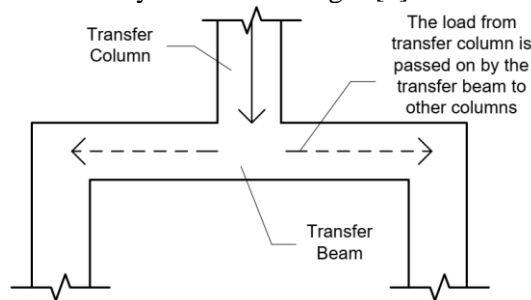 Transfer
Column
The load from
transfer column is
passed on by the
transfer beam to
other columns
Transfer
Beam